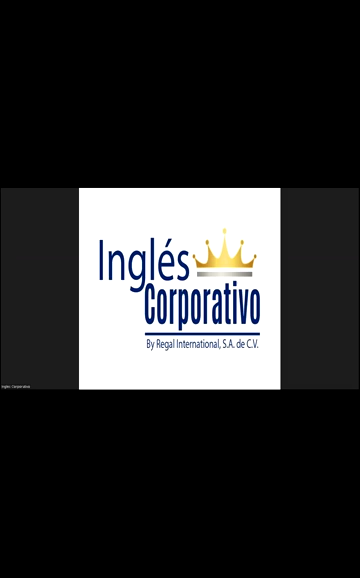 Inglés
Corporativo
By Regal International, S.A. de C.V.
Inglés Corporativo